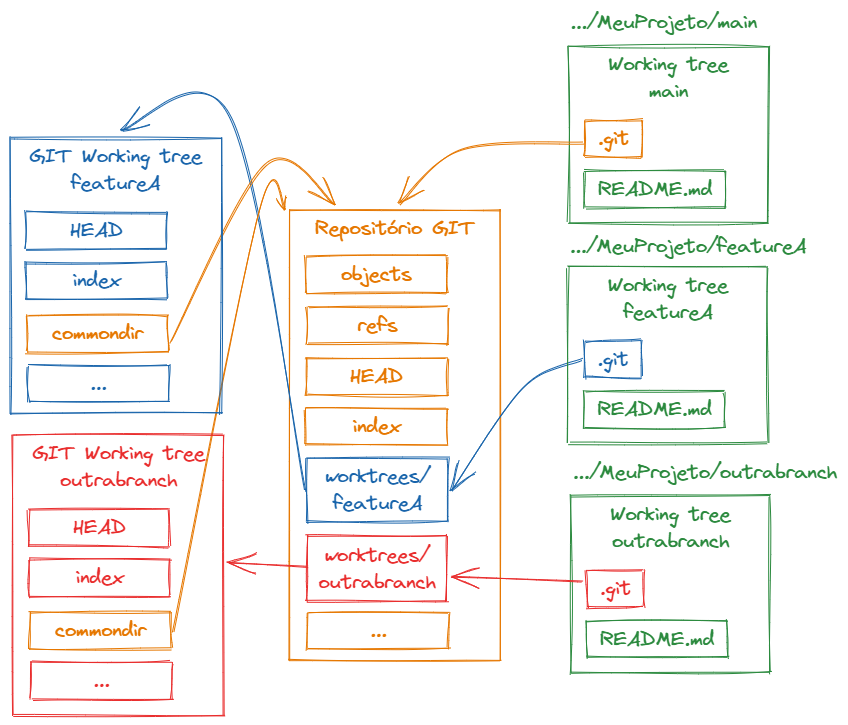 .../MeuProjeto/main
Working tree
main
.git
README.md
GIT Working tree
featureA
HEAD
index
commondir
...
Repositório GIT
objects
refs
HEAD
index
worktrees/
featureA
worktrees/
outrabranch
...
.../MeuProjeto/featureA
Working tree
featureA
.git
README.md
GIT Working tree
outrabranch
HEAD
index
commondir
...
.../MeuProjeto/outrabranch
Working tree
outrabranch
.git
README.md